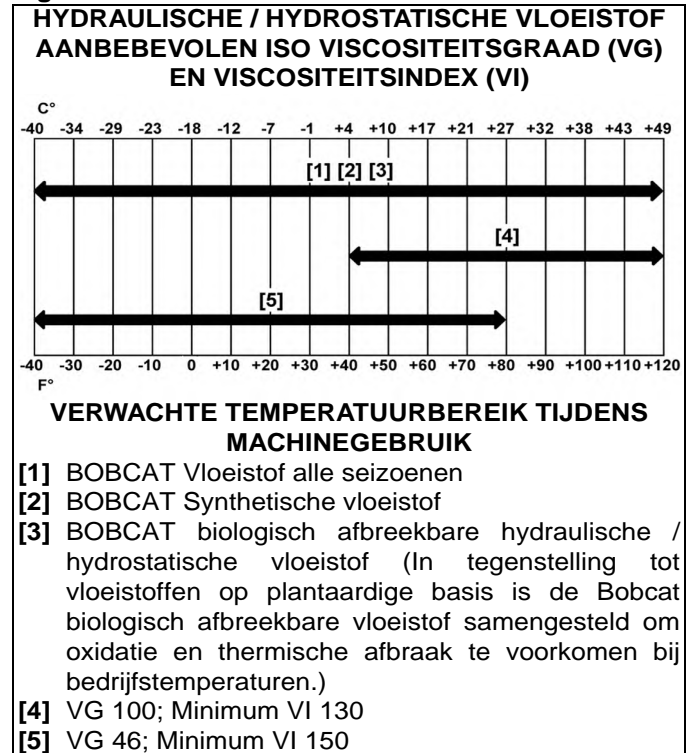 HYDRAULISCHE / HYDROSTATISCHE VLOEISTOF
AANBEBEVOLEN ISO VISCOSITEITSGRAAD (VG)
EN VISCOSITEITSINDEX (VI)
C°
-40 -34 -29 -23 -18 -12 -7 -1 +4 +10 +17 +21 +27 +32 +38 +43 +49
[1] [2] [3]
[4]
[5]
-40 -30 -20 -10 0 +10 +20 +30 +40 +50 +60 +70 +80 +90 +100 +110 +120
F°
VERWACHTE TEMPERATUURBEREIK TIJDENS
MACHINEGEBRUIK
[1] BOBCAT Vloeistof alle seizoenen
[2] BOBCAT Synthetische vloeistof
[3] BOBCAT biologisch afbreekbare hydraulische /
hydrostatische vloeistof (In tegenstelling tot
vloeistoffen op plantaardige basis is de Bobcat
biologisch afbreekbare vloeistof samengesteld om
oxidatie en thermische afbraak te voorkomen bij
bedrijfstemperaturen.)
[4] VG 100; Minimum VI 130
[5] VG 46; Minimum VI 150